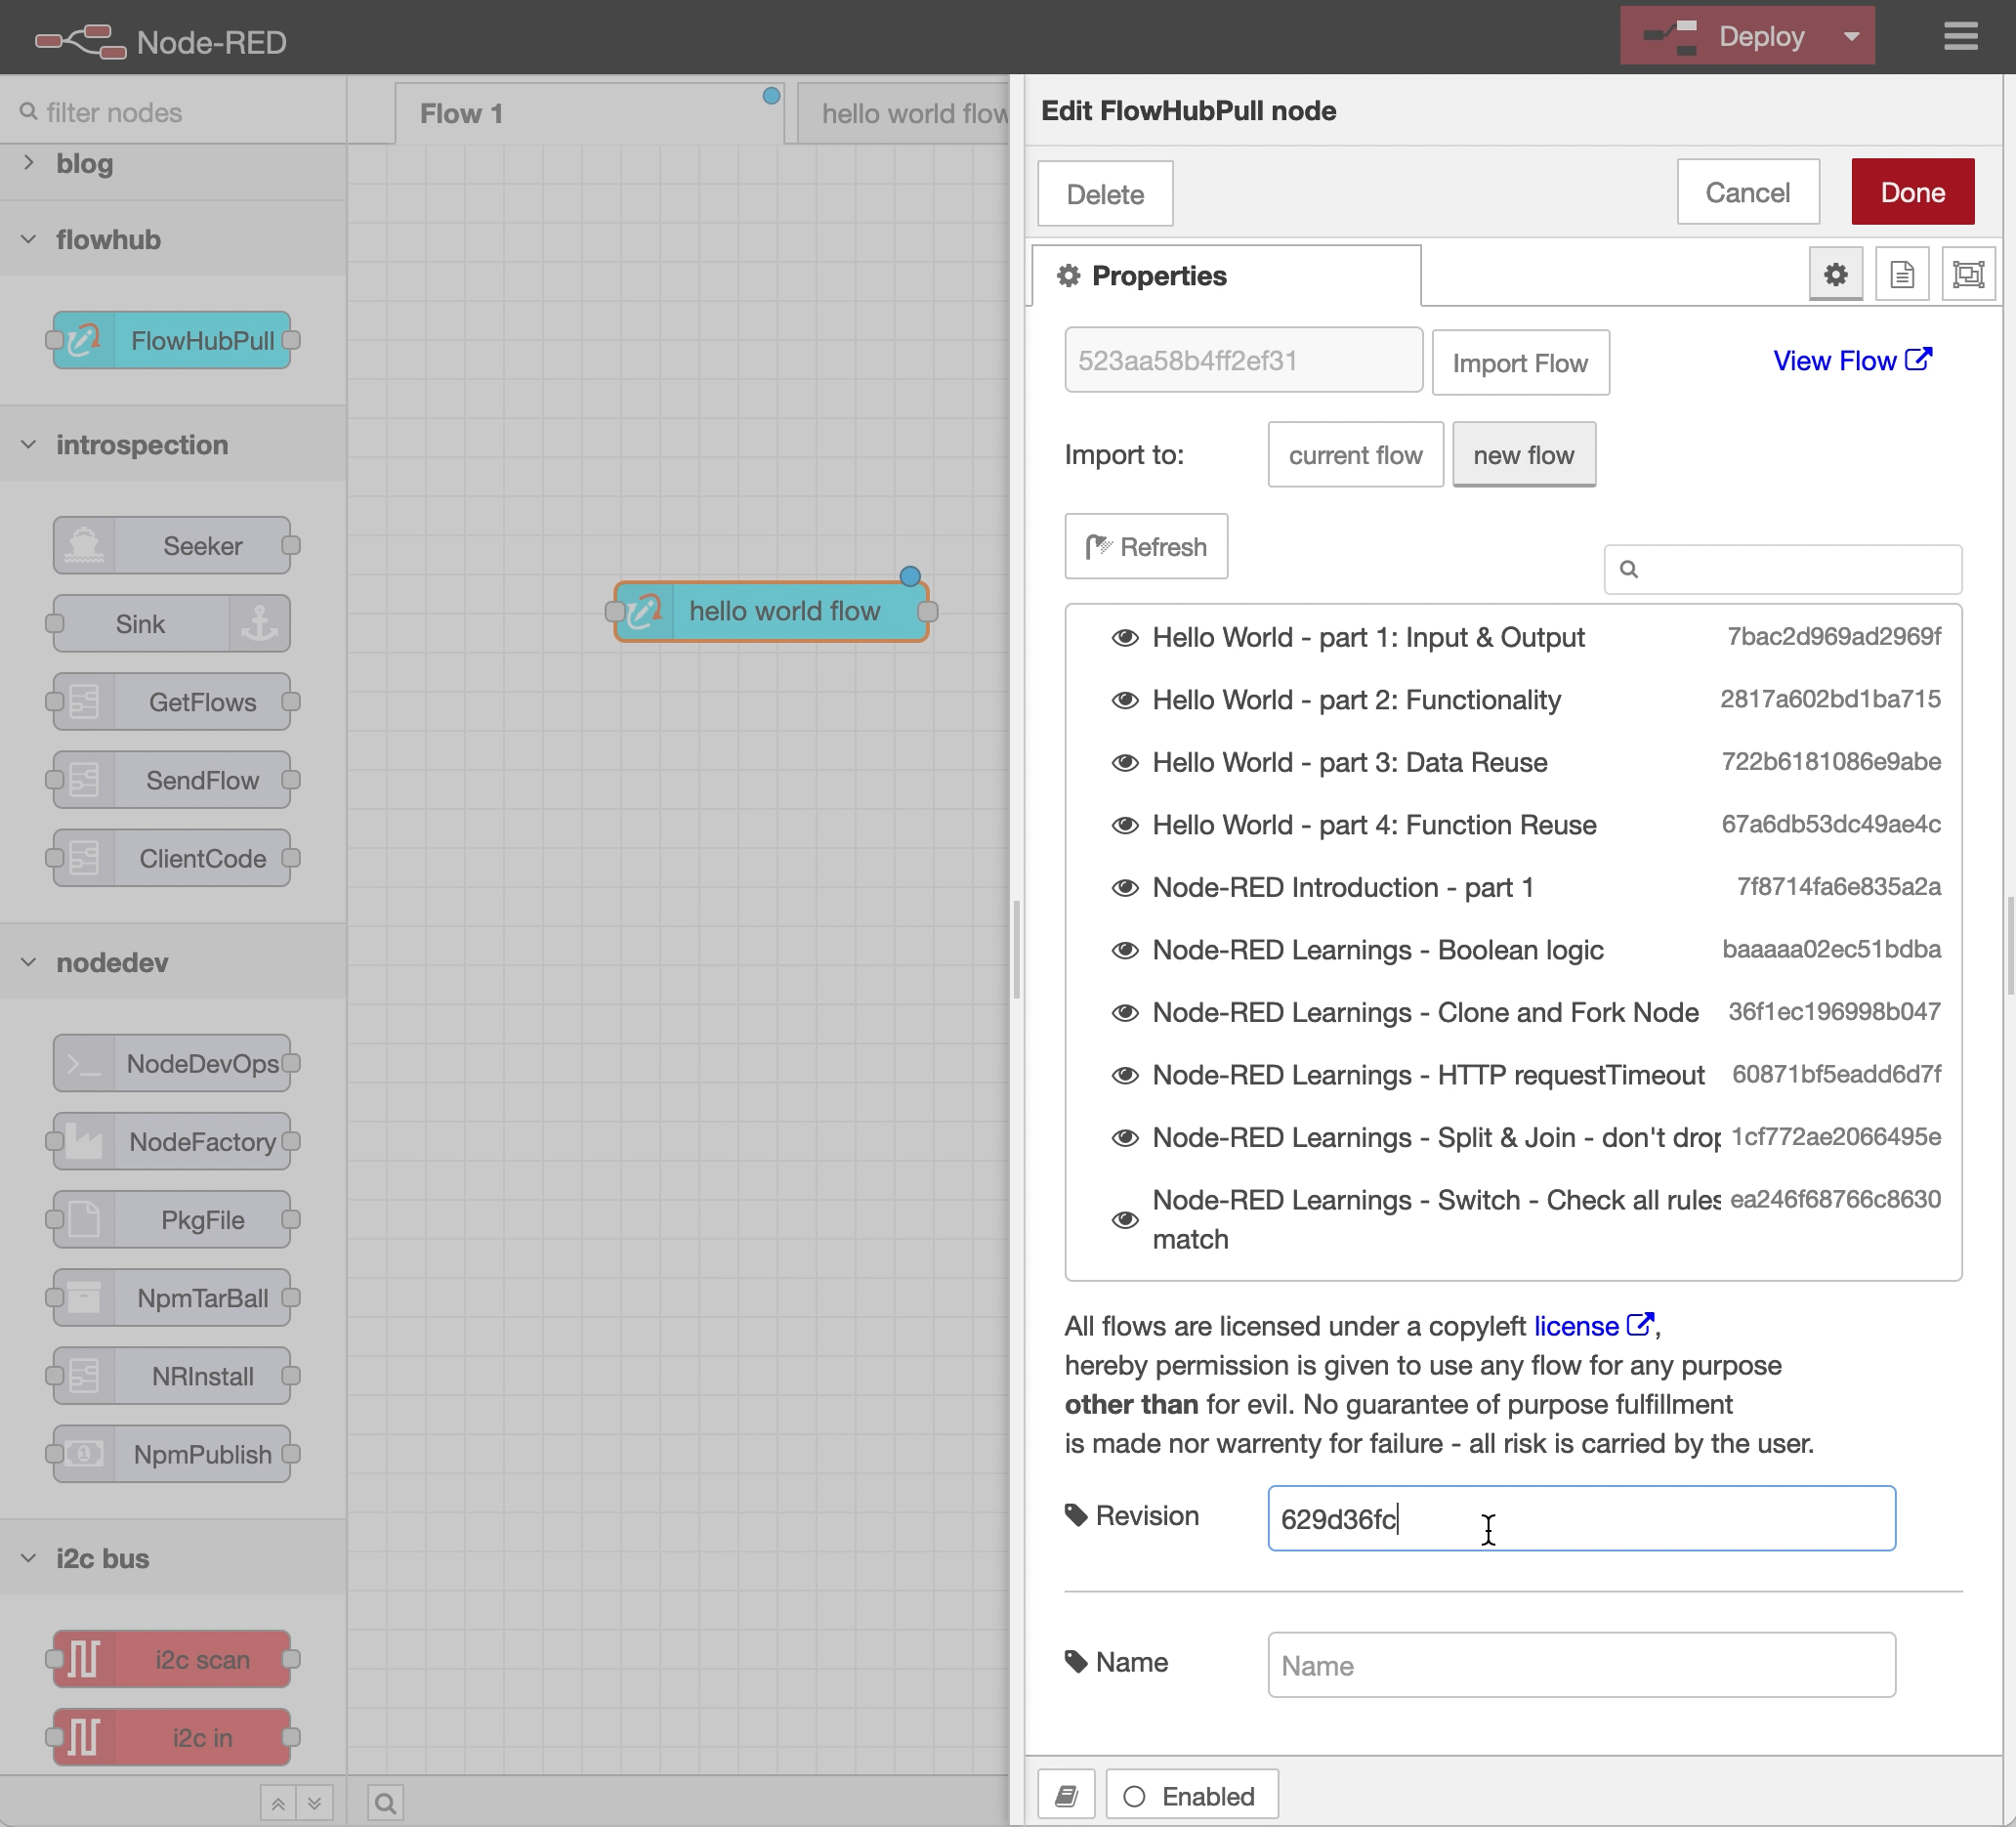 Node-RED
Deploy
filter nodes
Flow 1
hello world flow
blog
flowhub
FlowHubPull
introspection
Seeker
Sink
GetFlows
SendFlow
ClientCode
nodedev
NodeDevOps
NodeFactory
PkgFile
NpmTarBall
NRInstall
NpmPublish
i2c bus
i2c scan
i2c in
hello world flow
Edit FlowHubPull node
Delete
Cancel
Done
Properties
523aa58b4ff2ef31
Import Flow
View Flow
Import to:
current flow
new flow
Refresh
Hello World - part 1: Input & Output 7bac2d969ad2969f
Hello World - part 2: Functionality 2817a602bd1ba715
Hello World - part 3: Data Reuse 722b6181086e9abe
Hello World - part 4: Function Reuse 67a6db53dc49ae4c
Node-RED Introduction - part 1 7f8714fa6e835a2a
Node-RED Learnings - Boolean logic baaaaa02ec51bdba
Node-RED Learnings - Clone and Fork Node 36f1ec196998b047
Node-RED Learnings - HTTP requestTimeout 60871bf5eadd6d7f
Node-RED Learnings - Split & Join - don't drop 1cf772ae2066495e
Node-RED Learnings - Switch - Check all rules ea246f68766c8630
match
All flows are licensed under a copyleft license,
hereby permission is given to use any flow for any purpose
other than for evil. No guarantee of purpose fulfillment
is made nor warrenty for failure - all risk is carried by the user.
Revision
629d36fc
Name
Name
Enabled